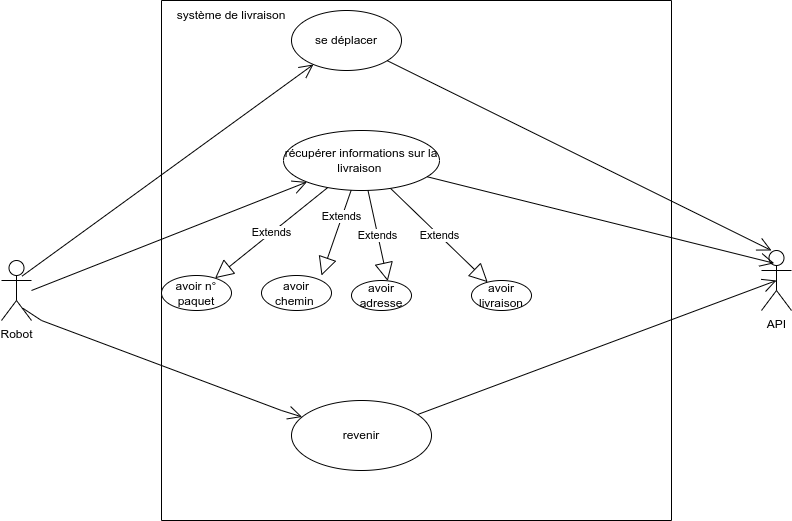 système de livraison
se déplacer
récupérer informations sur la
livraison
Extends
Extends
Extends
Extends
avoir n°
paquet
avoir
chemin
avoir
adresse
avoir
livraison
Robot
API
revenir